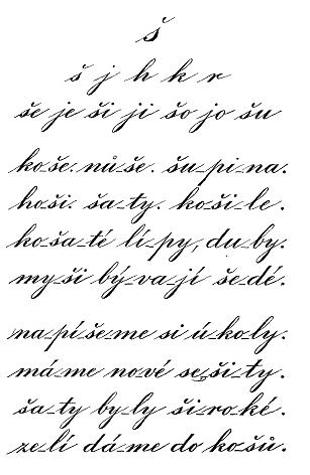 š
š j h k r
še je ši ji šo jo šu
ko-še. nů-še. šu-pi-na.
ho-ši. ša-ty. ko-ši-le.
ko-ša-té lí-py, du-by.
my-ši bý-va-jí še-dé.
na-pí-še-me si ú-ko-ly.
má-me no-vé se-ši-ty.
ša-ty by-ly ši-ro-ké.
ze-lí dá-me do ko-šů.